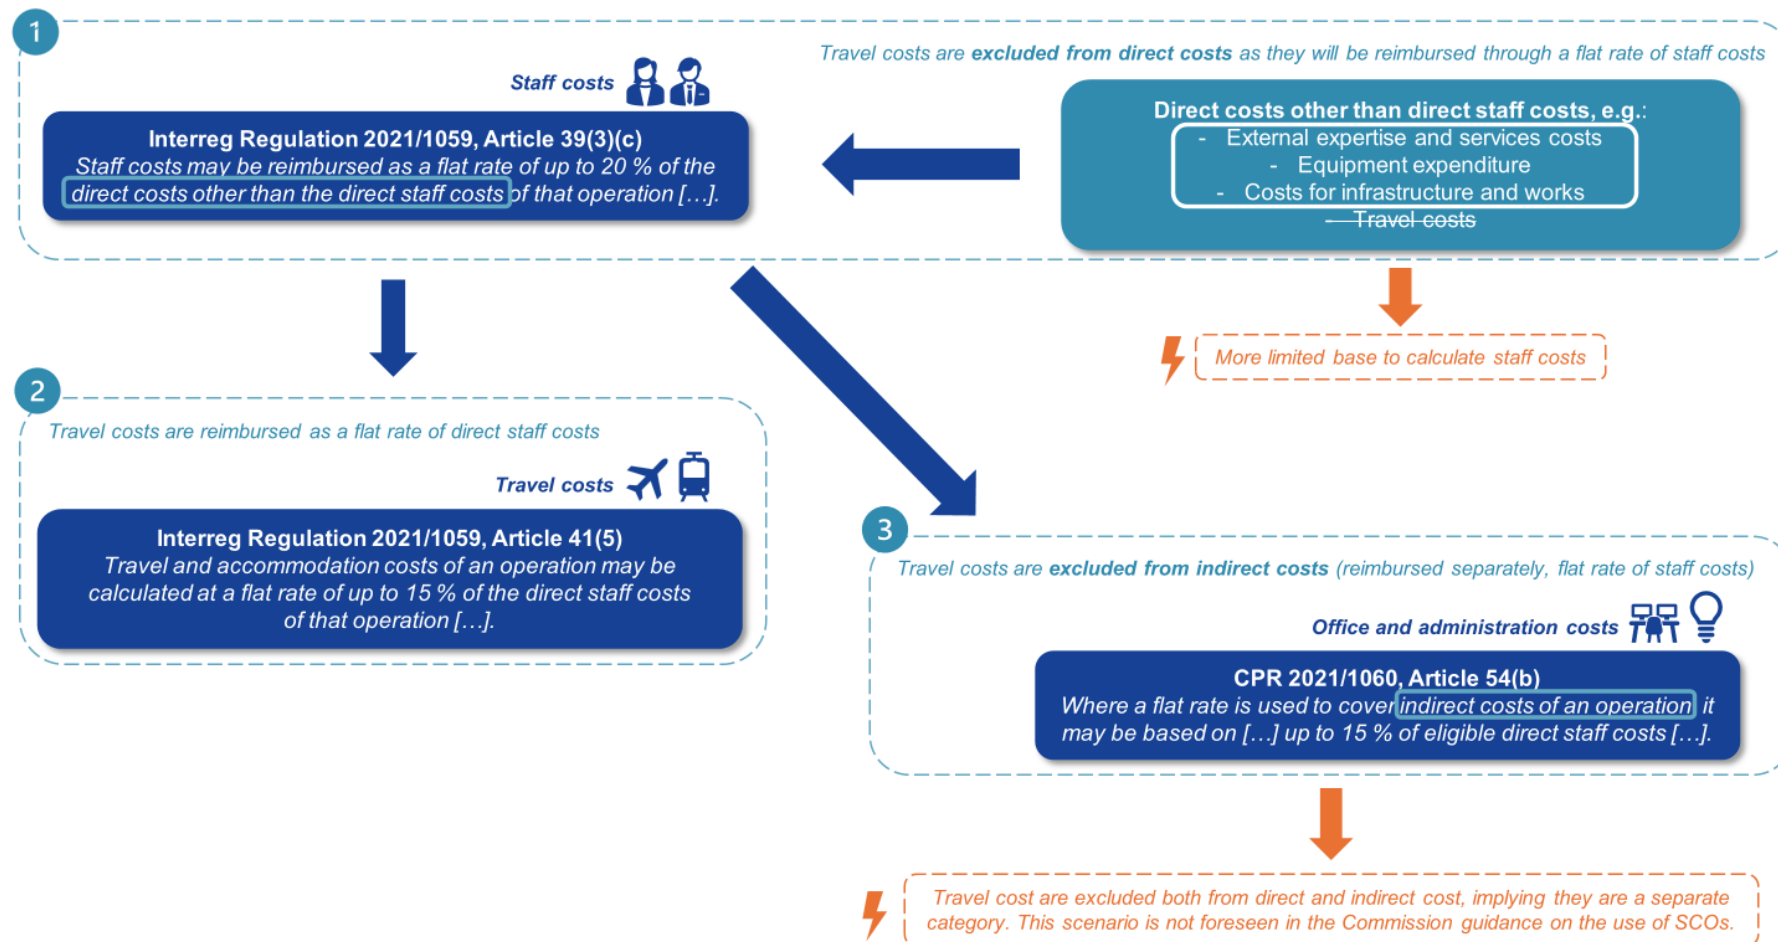 1
Travel costs are excluded from direct costs as they will be reimbursed through a flat rate of staff costs
Staff costs
Interreg Regulation 2021/1059, Article 39(3)(c)
Staff costs may be reimbursed as a flat rate of up to 20 % of the
direct costs other than the direct staff costs of that operation […].
Direct costs other than direct staff costs, e.g.:
- External expertise and services costs
- Equipment expenditure
- Costs for infrastructure and works
- Travel costs
More limited base to calculate staff costs
2
Travel costs are reimbursed as a flat rate of direct staff costs
Travel costs
Interreg Regulation 2021/1059, Article 41(5)
Travel and accommodation costs of an operation may be
calculated at a flat rate of up to 15 % of the direct staff costs
of that operation […].
3
Travel costs are excluded from indirect costs (reimbursed separately, flat rate of staff costs)
Office and administration costs
CPR 2021/1060, Article 54(b)
Where a flat rate is used to cover indirect costs of an operation, it
may be based on […] up to 15 % of eligible direct staff costs […].
Travel cost are excluded both from direct and indirect cost, implying they are a separate
category. This scenario is not foreseen in the Commission guidance on the use of SCOs.